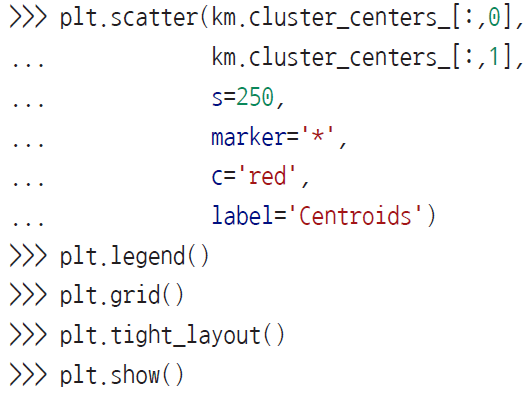 >>> plt.scatter(km.cluster_centers_[:,0],
... km.cluster_centers_[:,1],
... s=250,
... marker='*',
... c='red',
... label='Centroids')
>>> plt.legend()
>>> plt.grid()
>>> plt.tight_layout()
>>> plt.show()